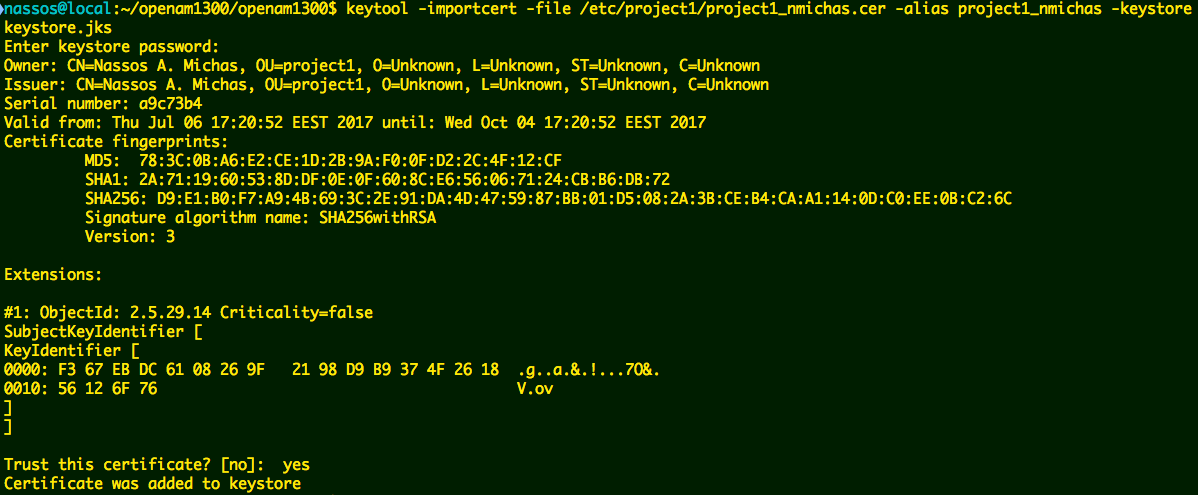 nassos@local:~/openam1300/openam1300$ keytool -importcert -file /etc/project1/project1_nmichas.cer -alias project1_nmichas -keystore
keystore.jks
Enter keystore password:
Owner: CN=Nassos A. Michas, OU=project1, O=Unknown, L=Unknown, ST=Unknown, C=Unknown
Issuer: CN=Nassos A. Michas, OU=project1, O=Unknown, L=Unknown, ST=Unknown, C=Unknown
Serial number: a9c73b4
Valid from: Thu Jul 06 17:20:52 EEST 2017 until: Wed Oct 04 17:20:52 EEST 2017
Certificate fingerprints:
MD5:  78:3C:0B:A6:E2:CE:1D:2B:9A:F0:0F:D2:2C:4F:12:CF
SHA1: 2A:71:19:60:53:8D:DF:0E:0F:60:8C:E6:56:06:71:24:CB:B6:DB:72
SHA256: D9:E1:B0:F7:A9:4B:69:3C:2E:91:DA:4D:47:59:87:BB:01:D5:08:2A:3B:CE:B4:CA:A1:14:0D:C0:EE:0B:C2:6C
Signature algorithm name: SHA256withRSA
Version: 3
Extensions:
#1: ObjectId: 2.5.29.14 Criticality=false
SubjectKeyIdentifier [
KeyIdentifier [
0000: F3 67 EB DC 61 08 26 9F   21 98 D9 B9 37 4F 26 18  .g..a.&.!...7O&.
0010: 56 12 6F 76                                        V.ov
]
]
Trust this certificate? [no]:  yes
Certificate was added to keystore